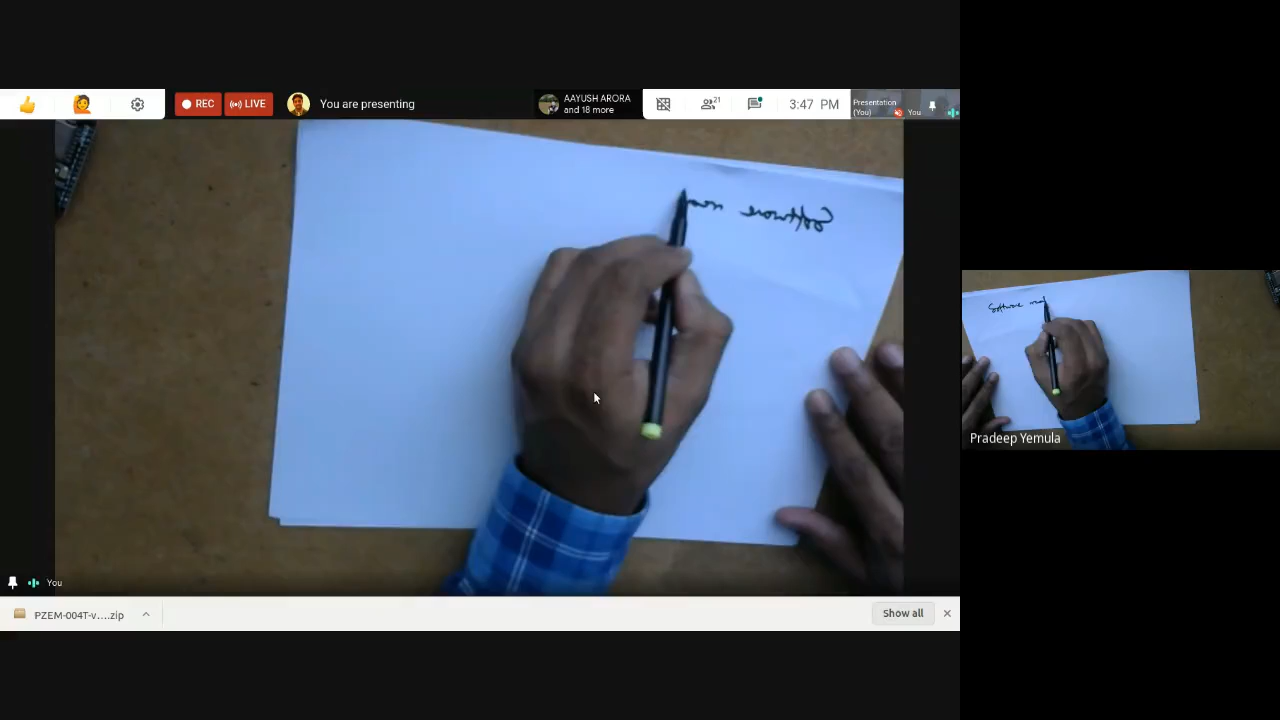 REC
LIVE
You are presenting
AAYUSH ARORA
and 18 more
21
3:47 PM
Presentation
(You)
You
Software
Software
Pradeep Yemula
You
PZEM-004T-v....zip
Show all